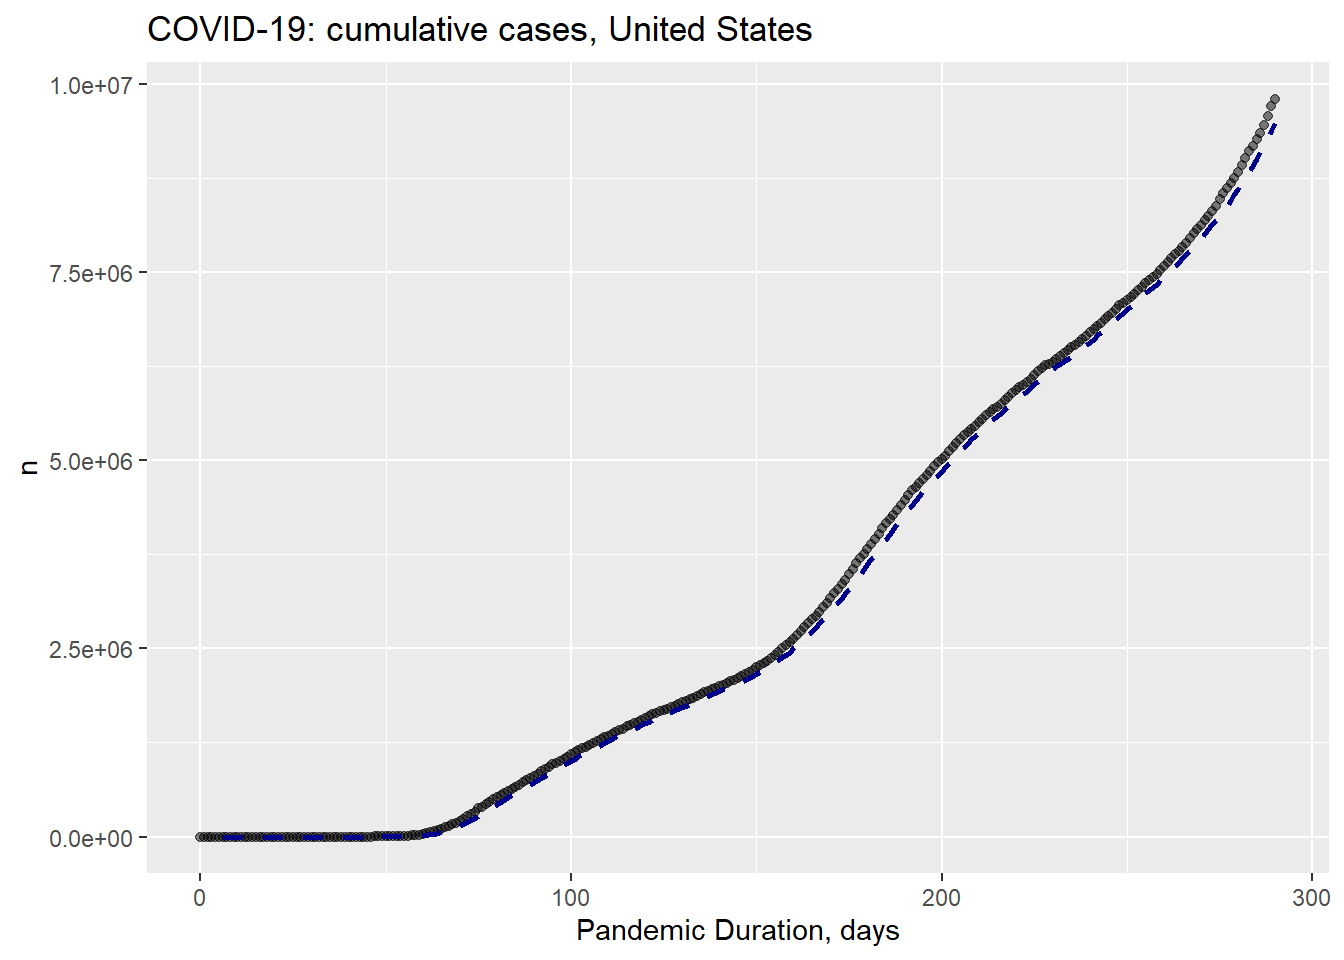 COVID-19: cumulative cases, United States
1.0e+07
7.5e+06
n
5.0e+06
2.5e+06
0.0e+00
0 100 200 300
Pandemic Duration, days